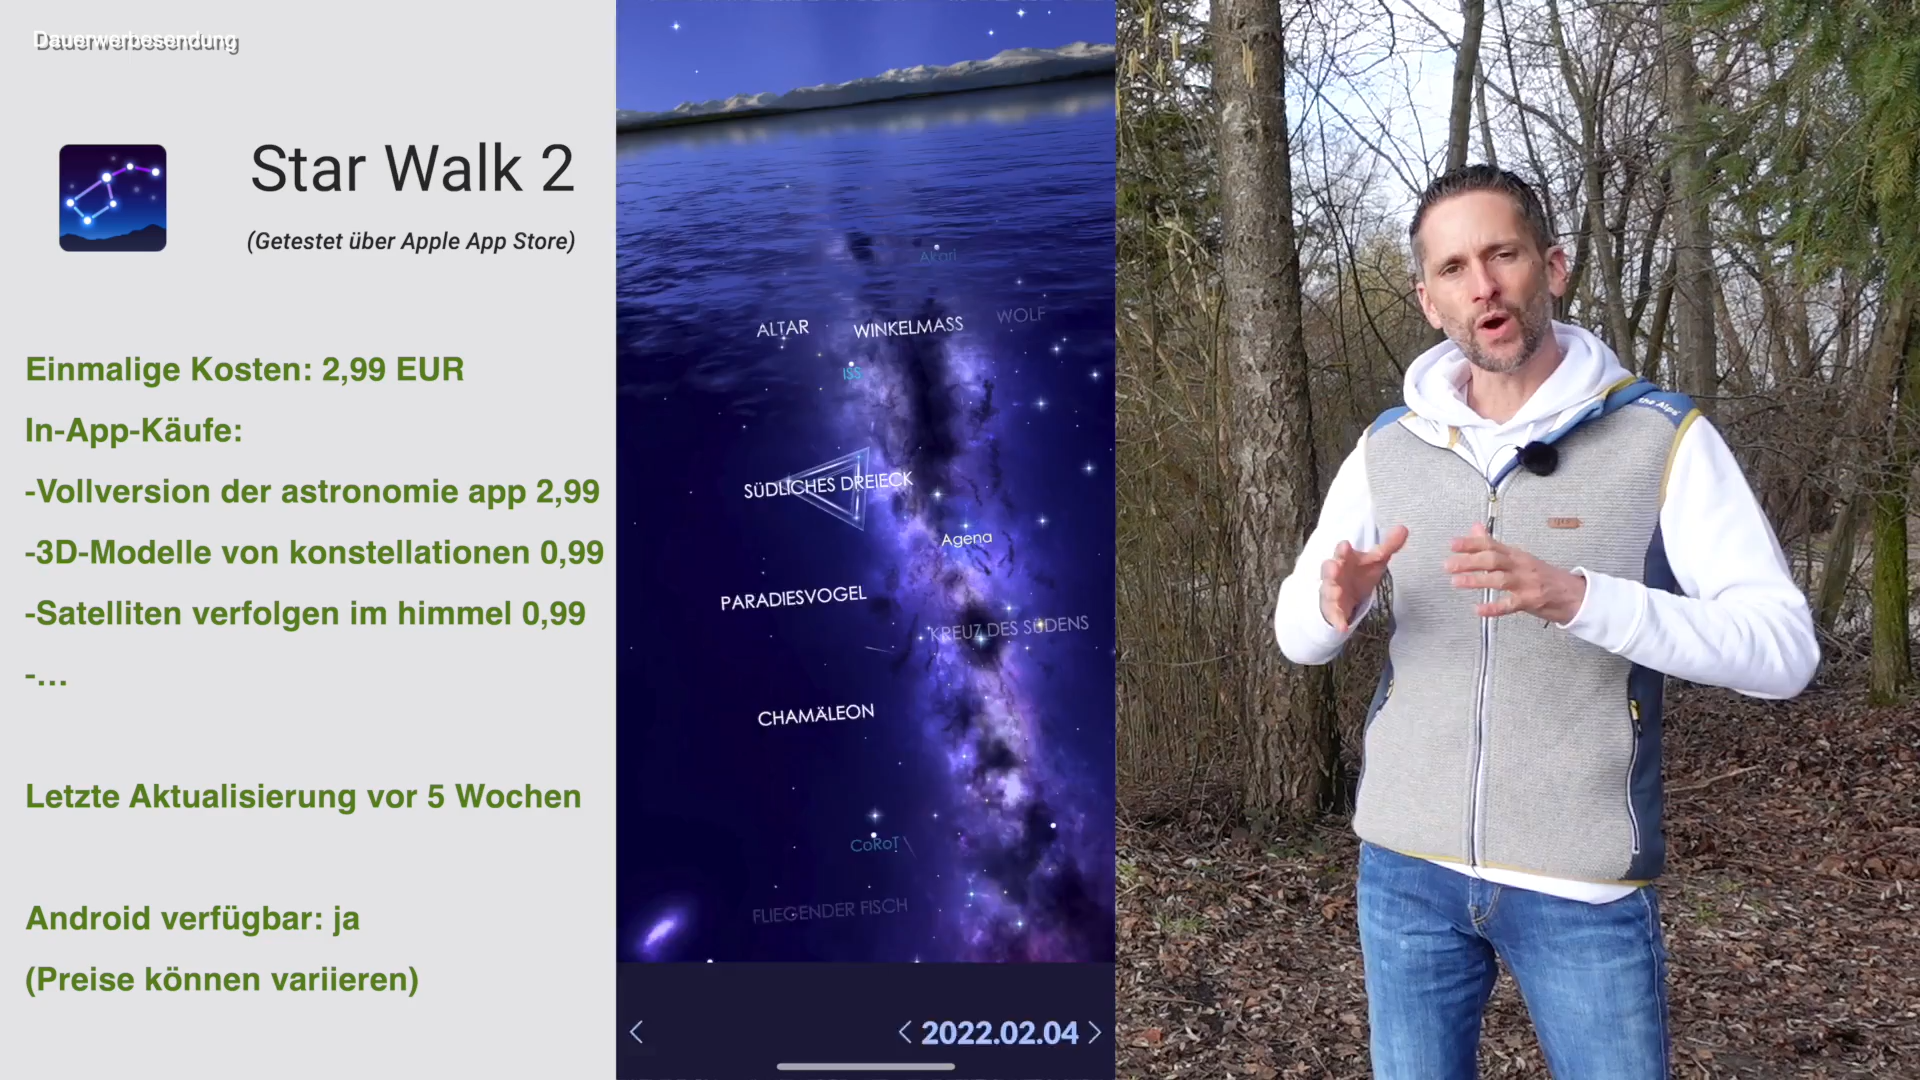 Dauerwerbesendung
Star Walk 2
(Getestet über Apple App Store)
Einmalige Kosten: 2,99 EUR
In-App-Käufe:
-Vollversion der astronomie app 2,99
-3D-Modelle von konstellationen 0,99
-Satelliten verfolgen im himmel 0,99
-...
Letzte Aktualisierung vor 5 Wochen
Android verfügbar: ja
(Preise können variieren)
Akari
ALTAR
WINKELMASS
WOLF
ISS
SÜDLICHES DREIECK
Agena
PARADIESVOGEL
KREUZ DES SÜDENS
CHAMÄLEON
CoRoT
FLIEGENDER FISCH
2022.02.04
the Alps